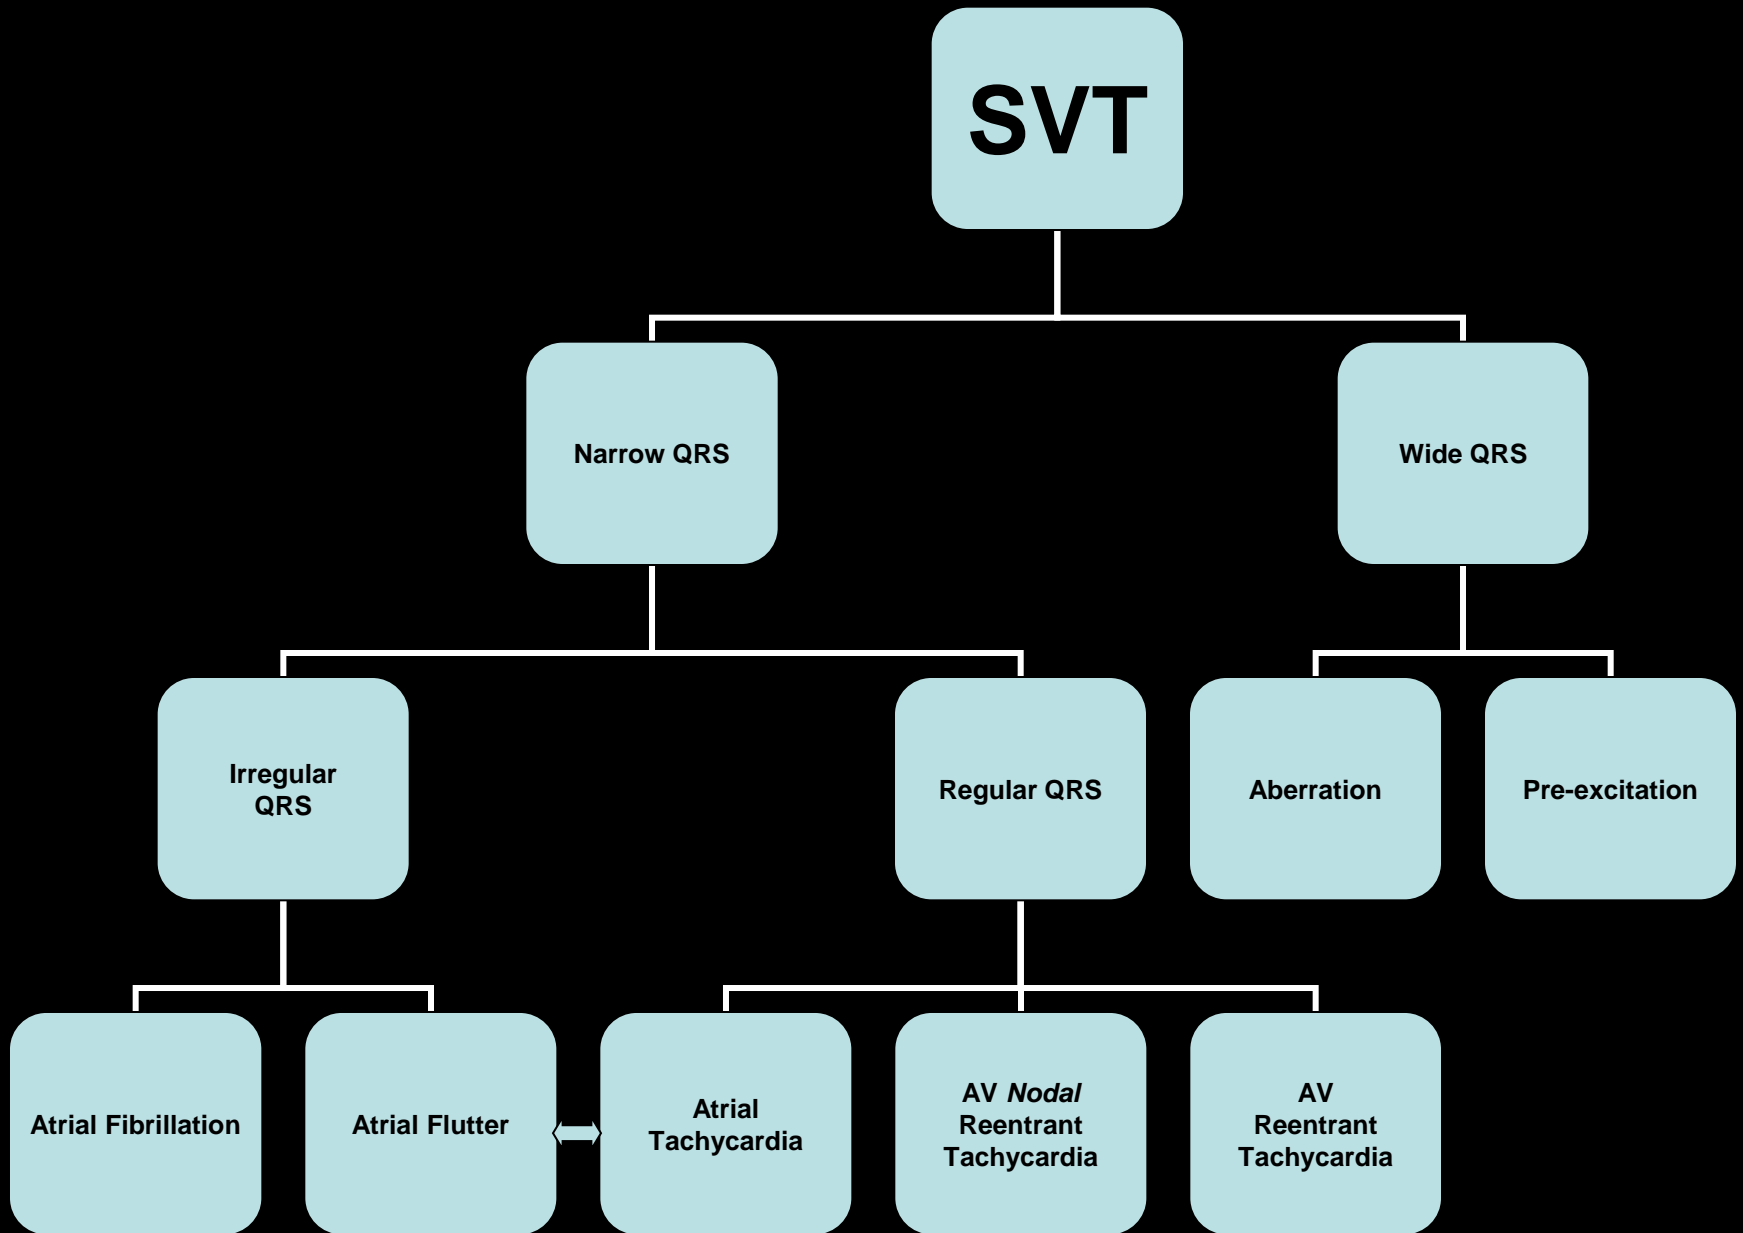 SVT
Narrow QRS
Wide QRS
Irregular
QRS
Regular QRS
Aberration
Pre-excitation
Atrial Fibrillation
Atrial Flutter
Atrial
Tachycardia
AV Nodal
Reentrant
Tachycardia
AV
Reentrant
Tachycardia